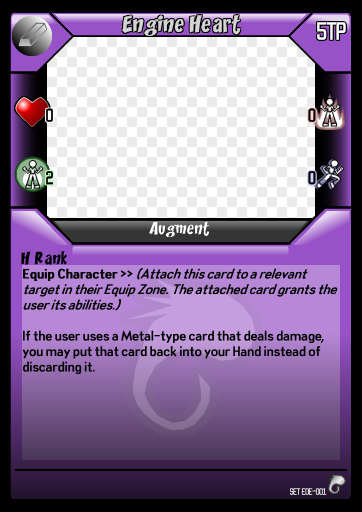 Engine Heart
5TP
0
0
2
0
Augment
H Rank
Equip Character >> (Attach this card to a relevant
target in their Equip Zone. The attached card grants the
user its abilities.)
If the user uses a Metal-type card that deals damage,
you may put that card back into your Hand instead of
discarding it.
SET EDE-001